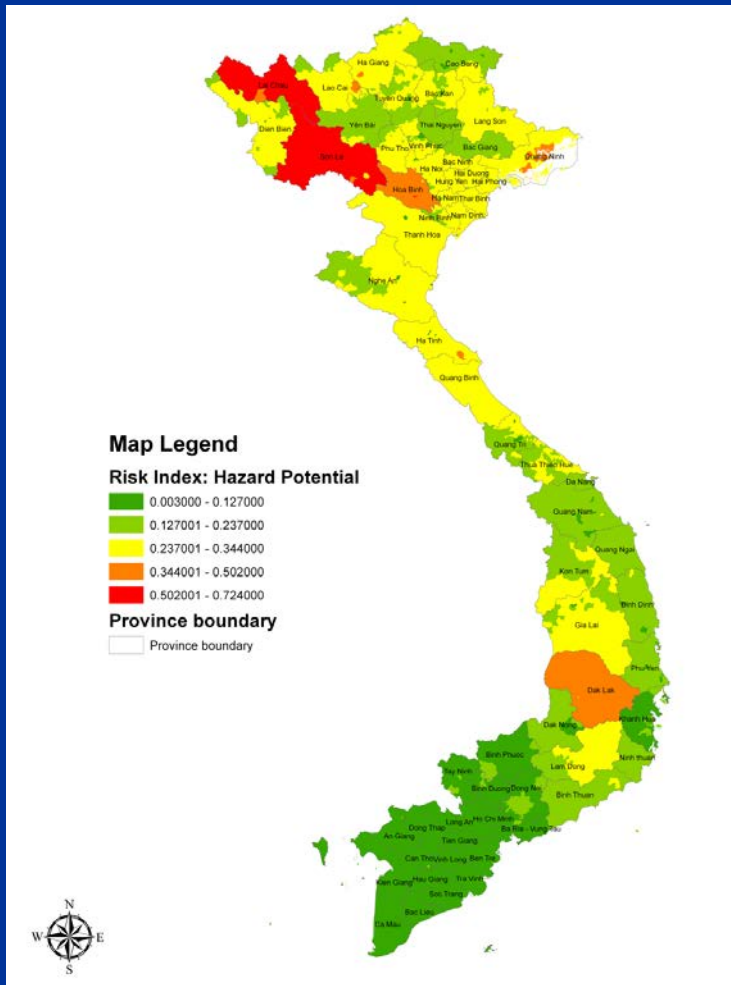 Ha Giang
Cao Bang
Lai Chau
Lao Cai
Tuyen Quang
Bac Kan
Lang Son
Dien Bien
Yen Bai
Thai Nguyen
Phu Tho
Vinh Phuc
Bac Giang
Quang Ninh
Son La
Bac Ninh
Ha Noi
Hai Duong
Hung Yen
Hai Phong
Hoa Binh
Ha Nam
Thai Binh
Ninh Binh
Nam Dinh
Thanh Hoa
Nghe An
Ha Tinh
Quang Binh
Quang Tri
Thua Thien Hue
Da Nang
Quang Nam
Quang Ngai
Kon Tum
Binh Dinh
Gia Lai
Phu Yen
Dak Lak
Khanh Hoa
Dak Nong
Lam Dong
Ninh thuan
Binh Thuan
Binh Phuoc
Tay Ninh
Binh Duong
Dong Nai
Ho Chi Minh
Ba Ria - Vung Tau
Long An
Dong Thap
An Giang
Tien Giang
Can Tho
Vinh Long
Ben Tre
Kien Giang
Hau Giang
Tra Vinh
Soc Trang
Bac Lieu
Ca Mau
Map Legend
Risk Index: Hazard Potential
0.003000 - 0.127000
0.127001 - 0.237000
0.237001 - 0.344000
0.344001 - 0.502000
0.502001 - 0.724000
Province boundary
Province boundary
N
W
E
S